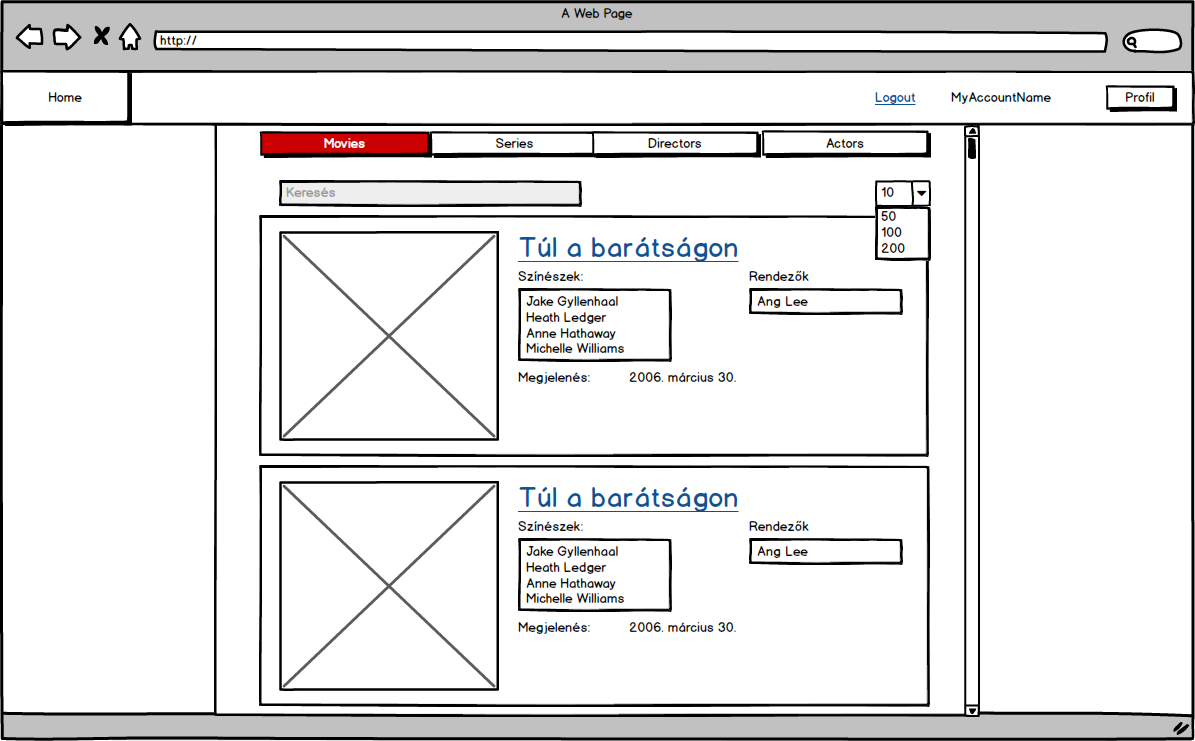 A Web Page
http://
Home
Logout
MyAccountName
Profil
Movies
Series
Directors
Actors
Keresés
10
50
100
200
Túl a barátságon
Színészek:
Rendezők
Jake Gyllenhaal
Heath Ledger
Anne Hathaway
Michelle Williams
Ang Lee
Megjelenés:
2006. március 30.
Túl a barátságon
Színészek:
Rendezők
Jake Gyllenhaal
Heath Ledger
Anne Hathaway
Michelle Williams
Ang Lee
Megjelenés:
2006. március 30.